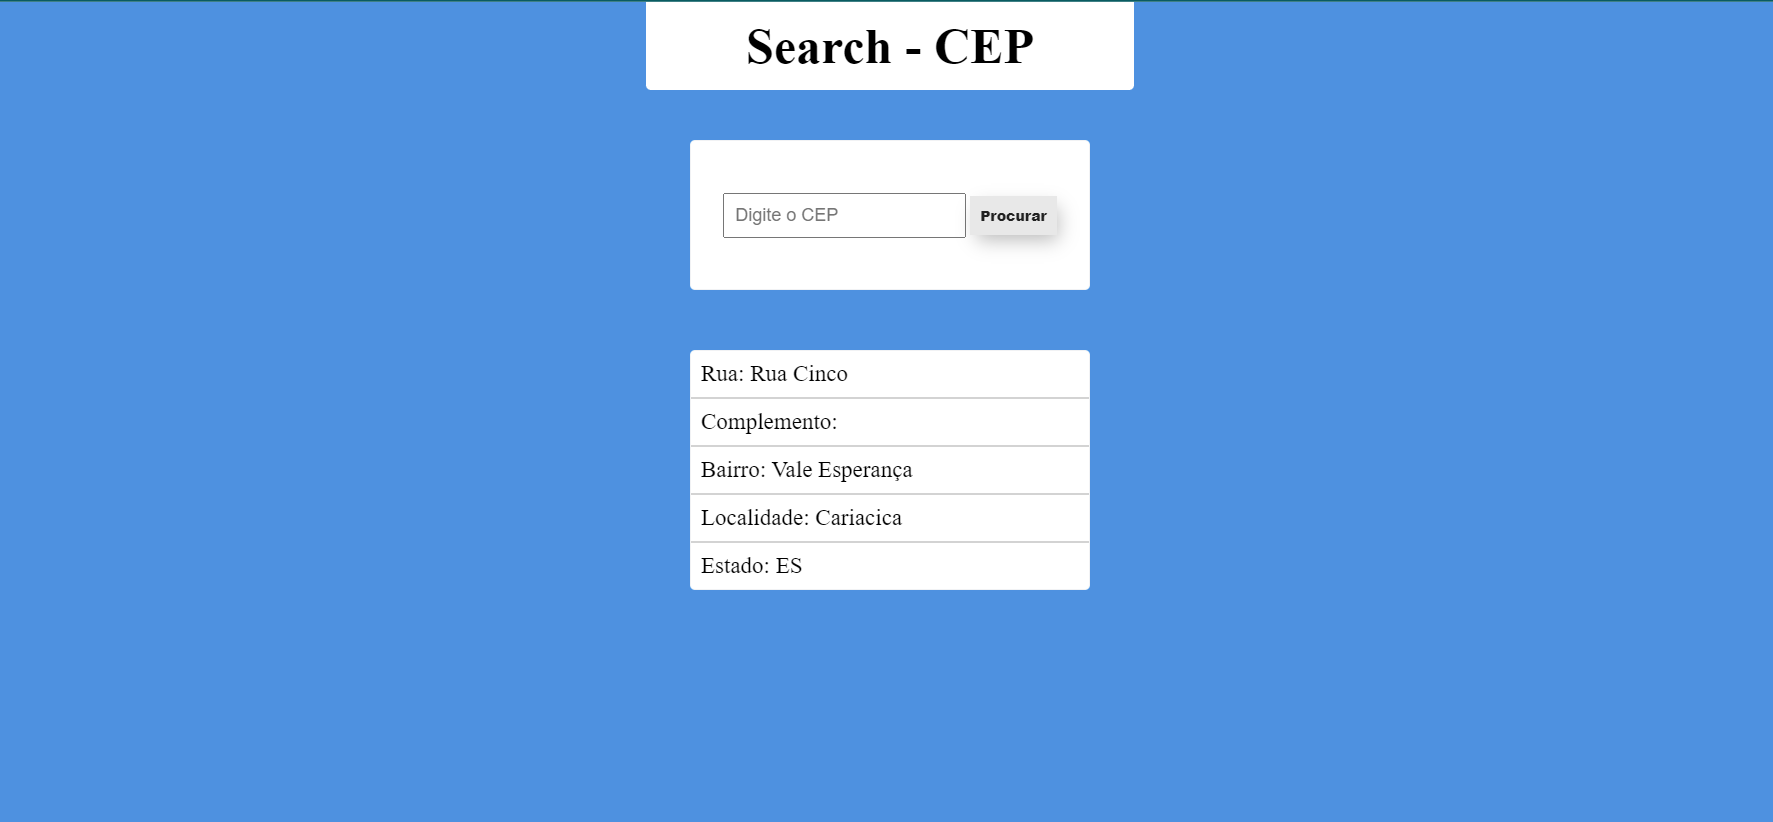 Search - CEP
Digite o CEP
Procurar
Rua: Rua Cinco
Complemento:
Bairro: Vale Esperança
Localidade: Cariacica
Estado: ES